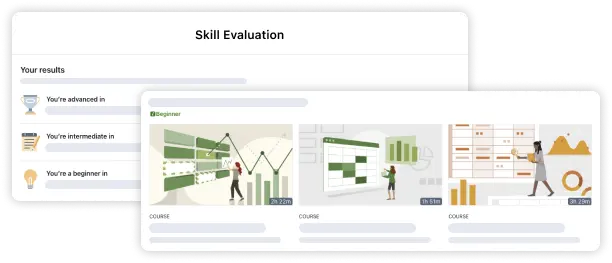 Skill Evaluation
Your results
You're advanced in
You're intermediate in
You're a beginner in
Beginner
2h 22m
1h 51m
3h 29m
COURSE
COURSE
COURSE